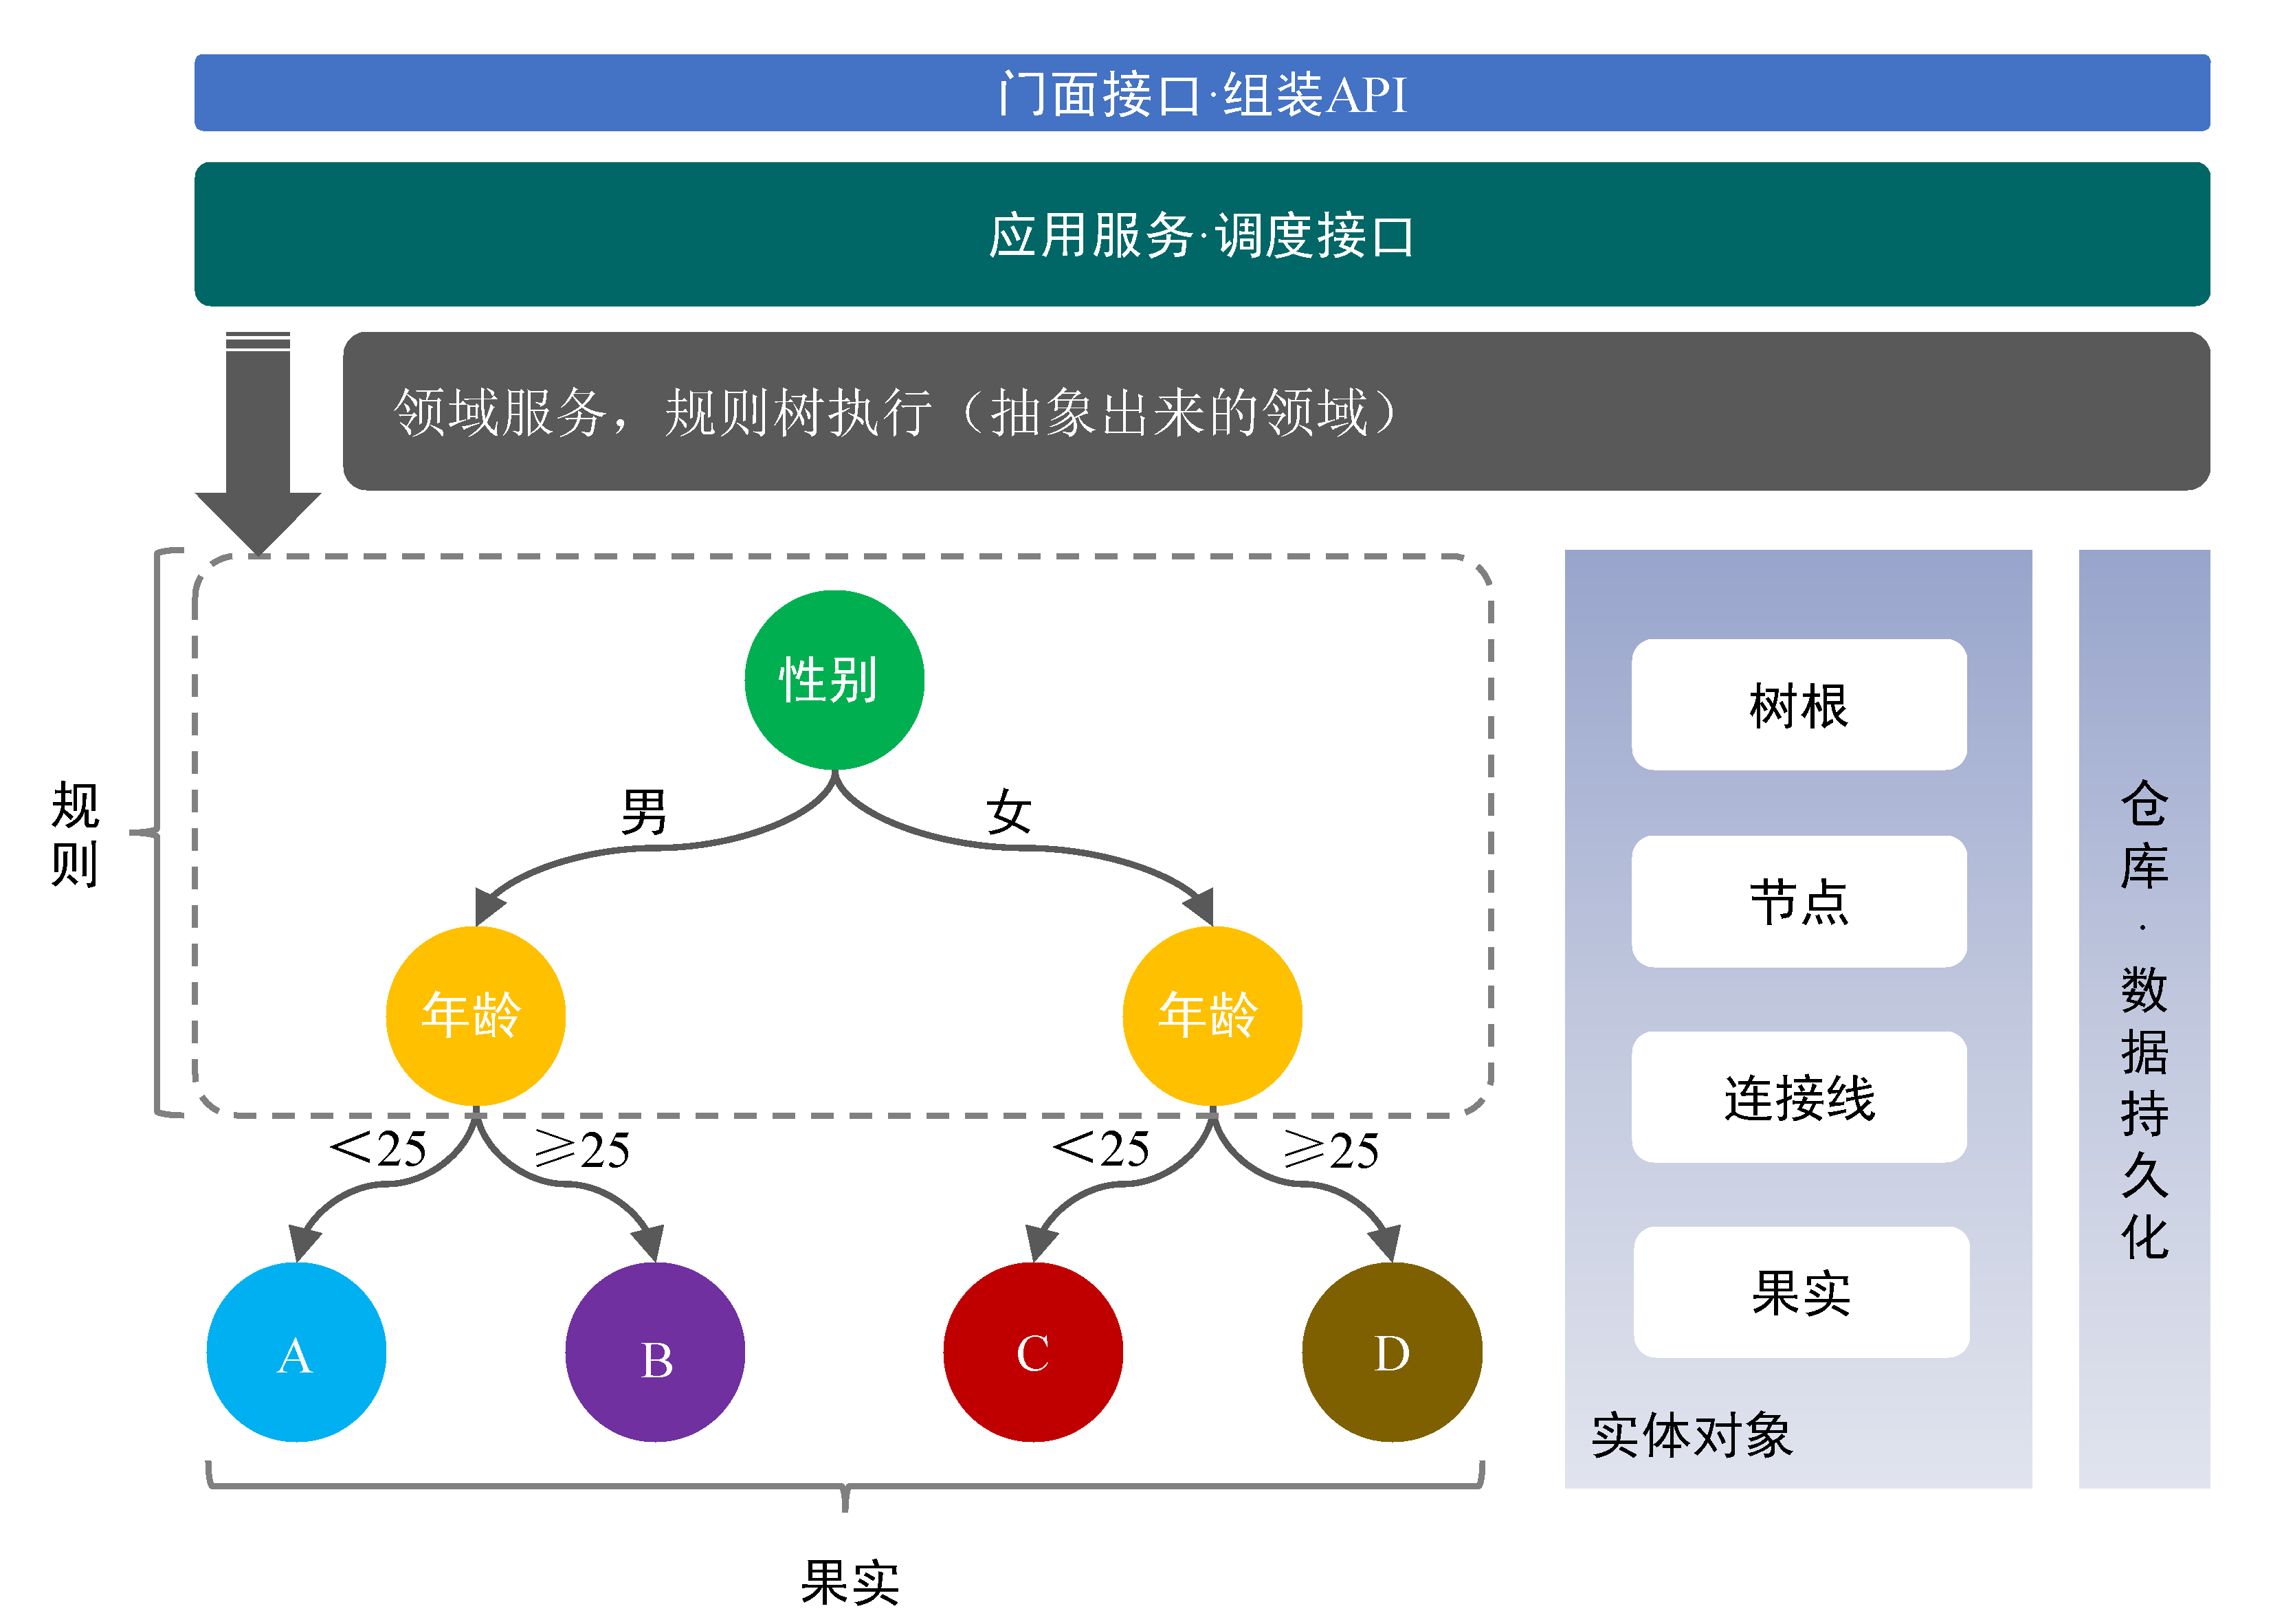 门面接口·组装API
应用服务·调度接口
领域服务，规则树执行（抽象出来的领域）
规则
性别
男
女
年龄
年龄
<25
≥25
<25
≥25
A
B
C
D
果实
树根
节点
连接线
果实
实体对象
仓库·数据持久化